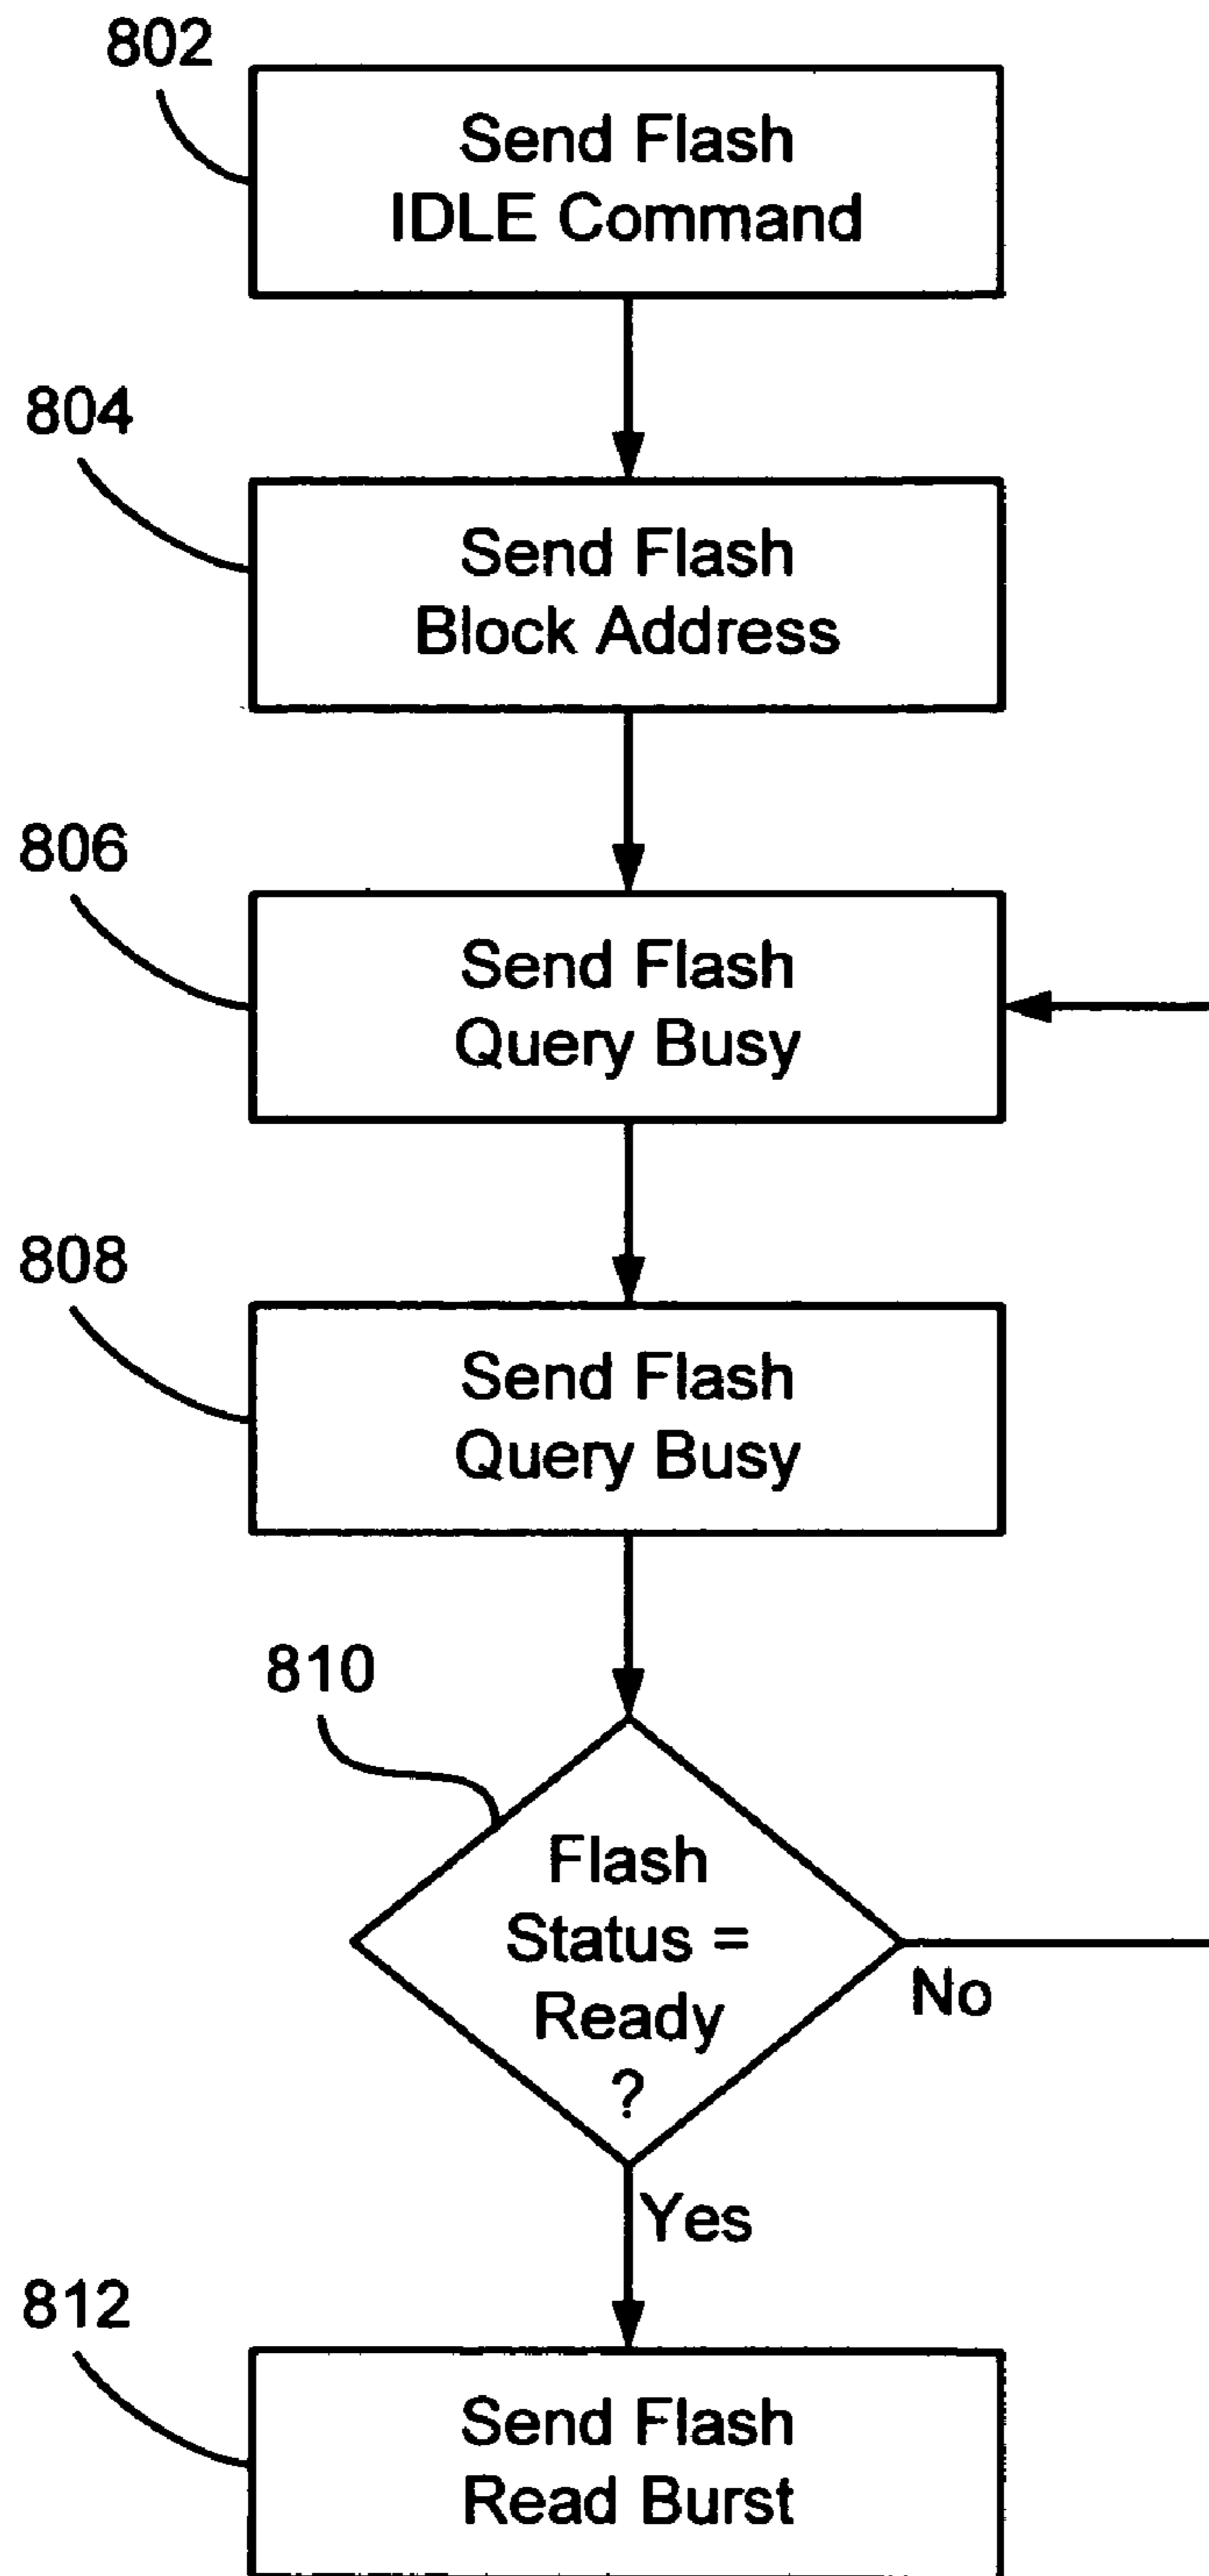 802
Send Flash
IDLE Command
804
Send Flash
Block Address
806
Send Flash
Query Busy
808
Send Flash
Query Busy
810
Flash
Status =
Ready
?
No
Yes
812
Send Flash
Read Burst